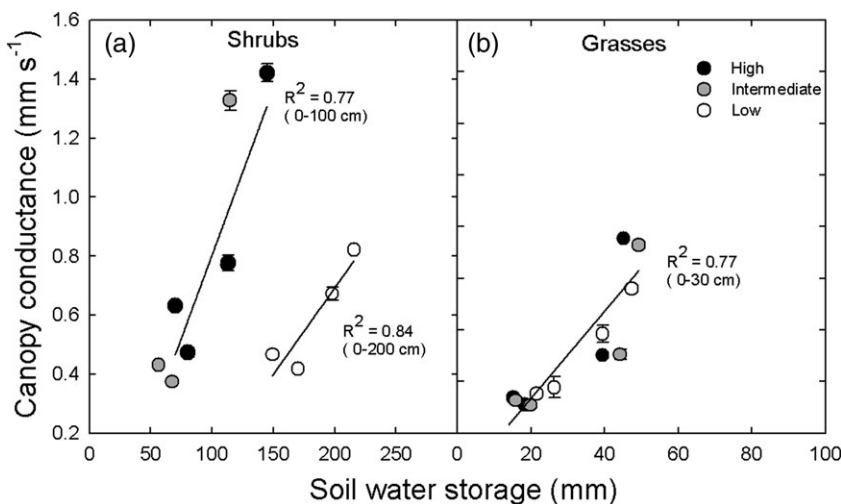 (a) Shrubs
(b) Grasses
High
Intermediate
Low
R² = 0.77
( 0-100 cm)
R² = 0.84
( 0-200 cm)
R² = 0.77
(0-30 cm)
Canopy conductance (mm s⁻¹)
1.6
1.4
1.2
1.0
0.8
0.6
0.4
0.2
0 50 100 150 200 250 0 20 40 60 80 100
Soil water storage (mm)